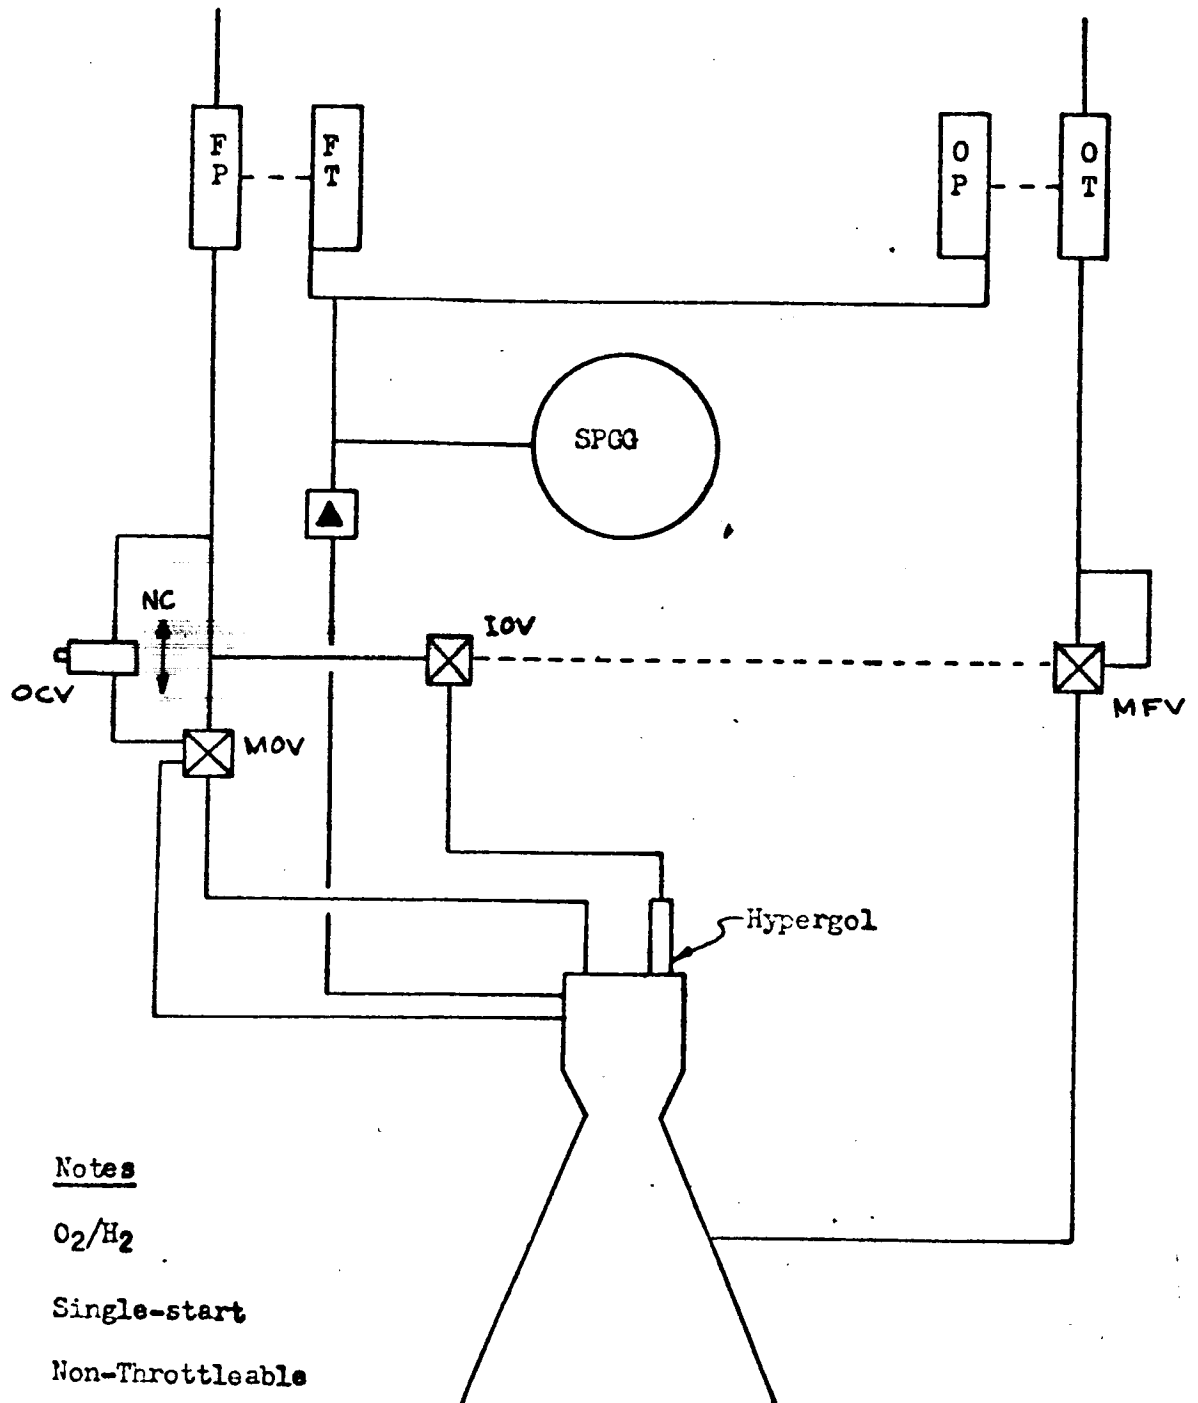 F
P
F
T
O
P
O
T
SPGG
NC
IOV
OCV
MFV
MOV
Hypergol
Notes
O2/H2
Single-start
Non-Throttleable